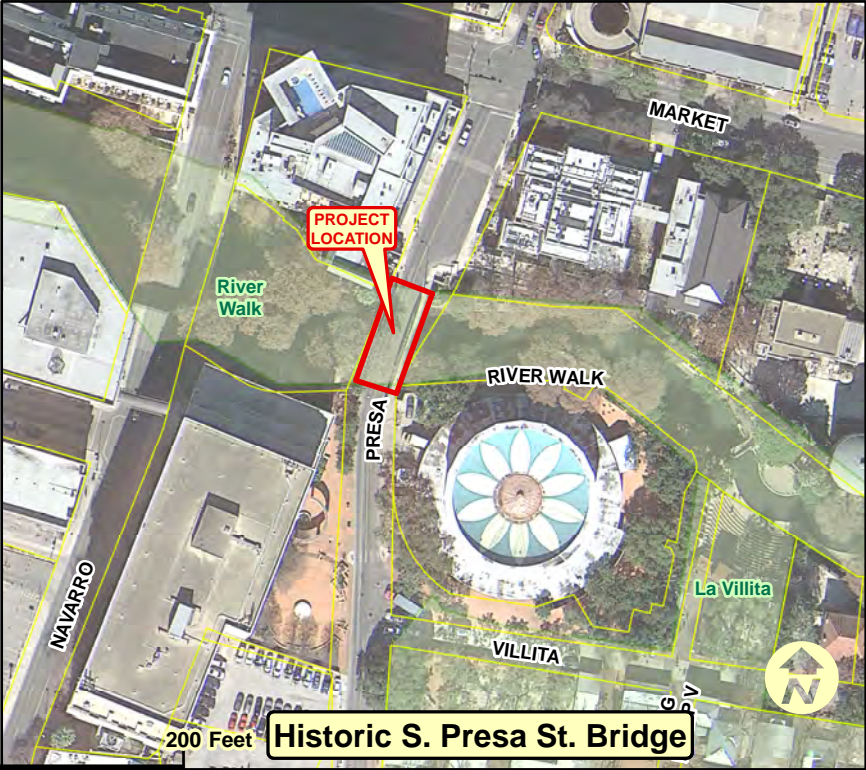 MARKET
PROJECT
LOCATION
River
Walk
RIVER WALK
PRESA
NAVARRO
La Villita
VILLITA
G
P V
N
200 Feet
Historic S. Presa St. Bridge